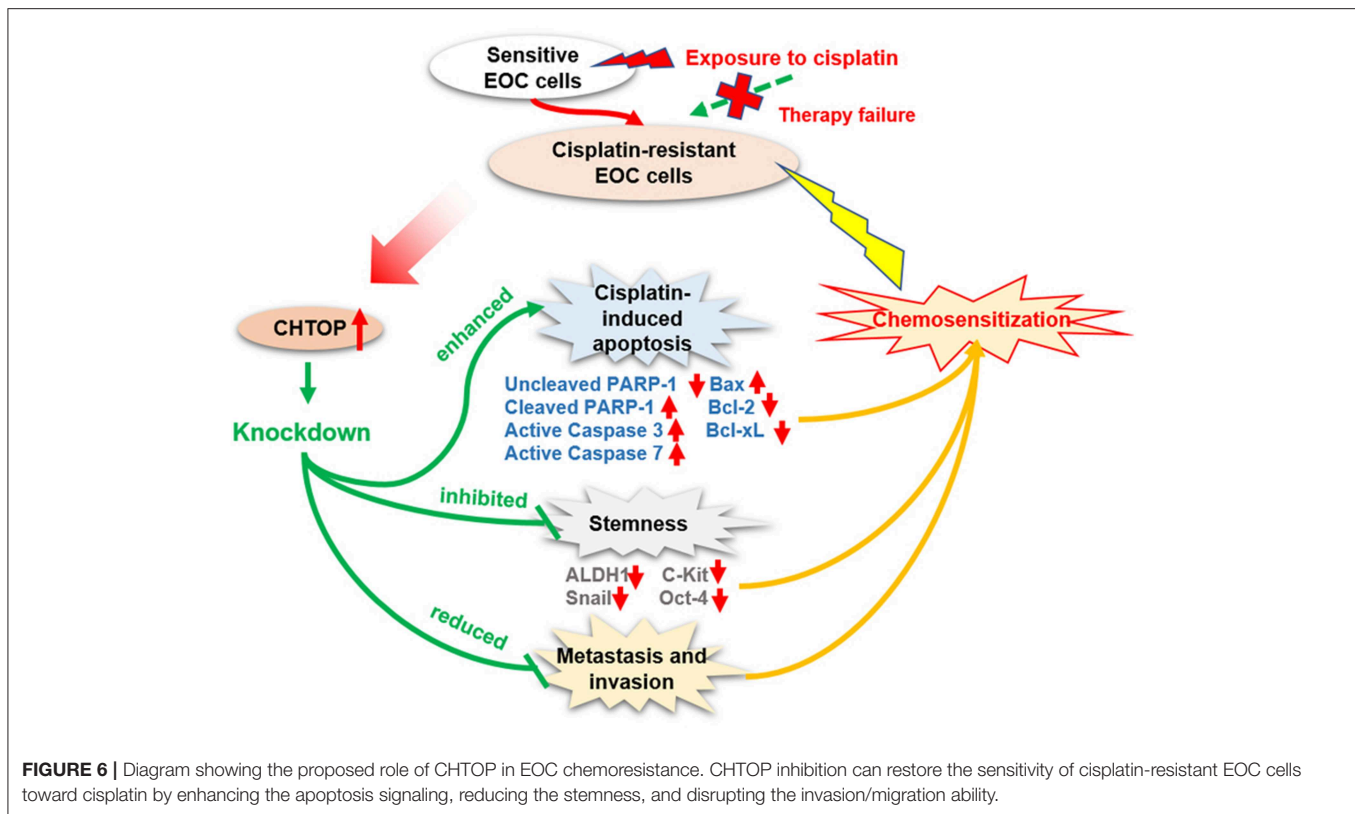 Sensitive
EOC cells
Exposure to cisplatin
Therapy failure
Cisplatin-resistant
EOC cells
CHTOP
Knockdown
enhanced
Cisplatin-
induced
apoptosis
Chemosensitization
Uncleaved PARP-1 Bax
Cleaved PARP-1 Bcl-2
Active Caspase 3 Bcl-xL
Active Caspase 7
inhibited
Stemness
ALDH1 C-Kit
Snail Oct-4
reduced
Metastasis and
invasion
FIGURE 6 | Diagram showing the proposed role of CHTOP in EOC chemoresistance. CHTOP inhibition can restore the sensitivity of cisplatin-resistant EOC cells
toward cisplatin by enhancing the apoptosis signaling, reducing the stemness, and disrupting the invasion/migration ability.